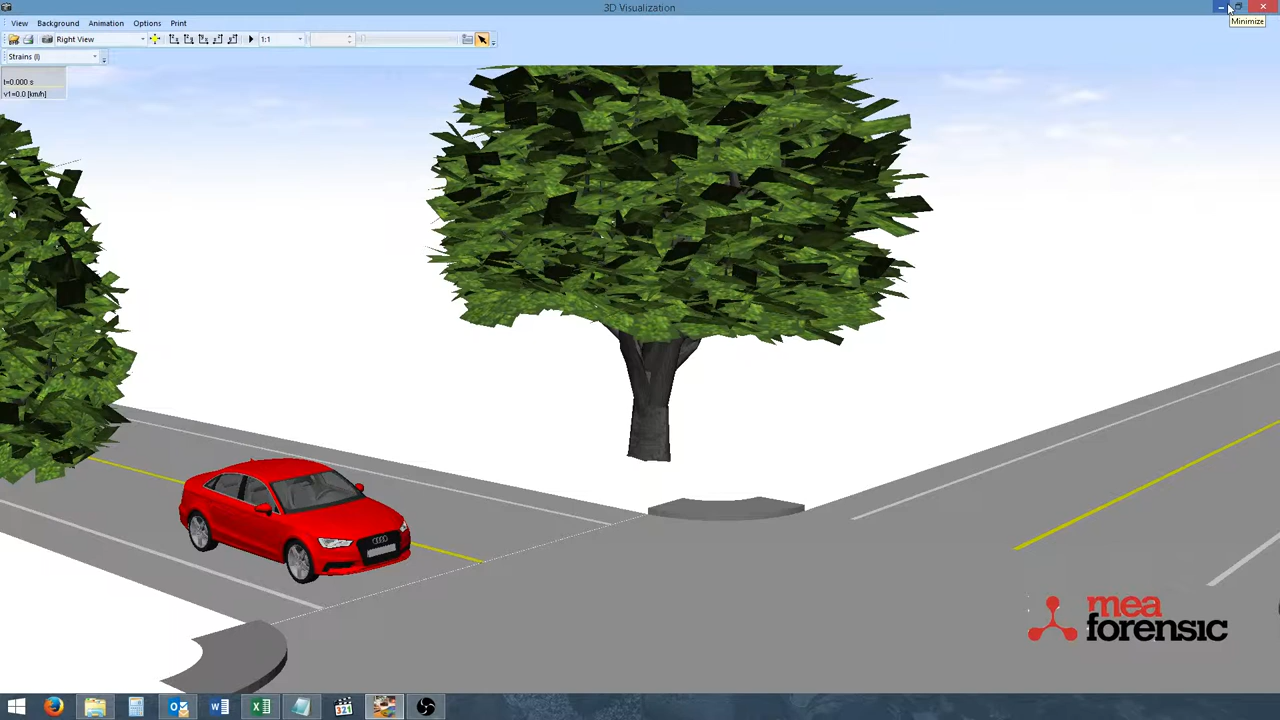 3D Visualization
Minimize
View Background Animation Options Print
Right View 1:1
Strains (l)
t=0.000 s
v1=0.0 [km/h]
mea
forensic
321